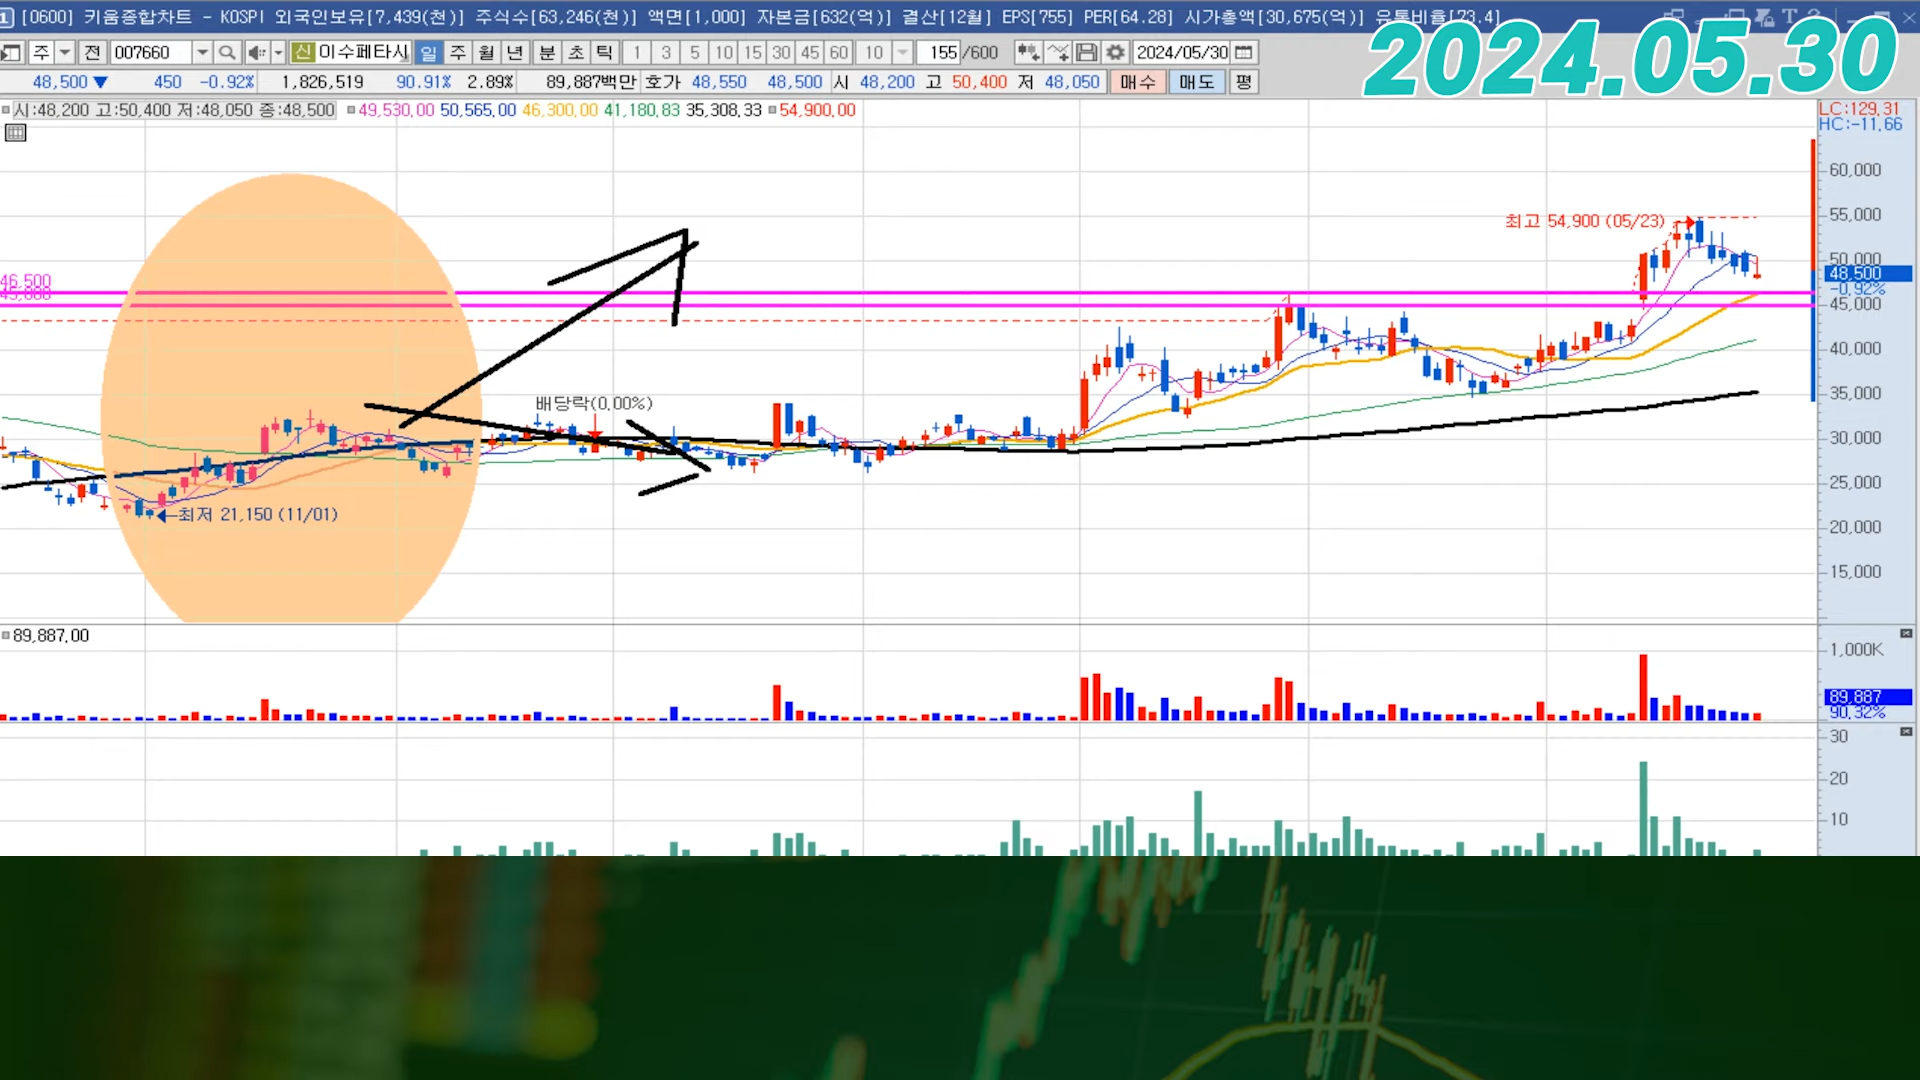 [0600] 키움종합차트 - KOSPI 외국인보유[7,439(천)] 주식수[63,246(천)] 액면[1,000] 자본금[632(억)] 결산[12월] EPS[755] PER[64.28] 시가총액[30,675(억)] 유통비율[73.4]
2024.05.30
주 전 007660 신 미수페타시 일 주 월 년 분 초 틱 1 3 5 10 15 30 45 60 10 155 /600 2024/05/30
48,500 ▼ 450 -0.92% 1,826,519 90.91% 2.89% 89,887백만 호가 48,550 48,500 시 48,200 고 50,400 저 48,050 매수 매도 평
시:48,200 고:50,400 저:48,050 종:48,500 49,530.00 50,565.00 46,300.00 41,180.83 35,308.33 54,900.00
LC:129.31
HC:-11.66
60,000
최고 54,900 (05/23)
55,000
50,000
48,500
-0.92%
46,500
45,000
40,000
35,000
배당락(0.00%)
30,000
25,000
최저 21,150 (11/01)
20,000
15,000
89,887.00
1,000K
89,887
90.32%
30
20
10